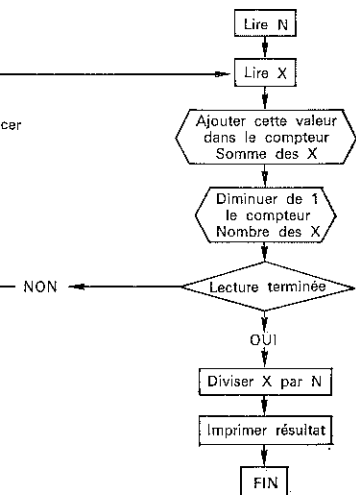 Lire N
Lire X
cer
Ajouter cette valeur
dans le compteur
Somme des X
Diminuer de 1
le compteur
Nombre des X
NON
Lecture terminée
OUI
Diviser X par N
Imprimer résultat
FIN